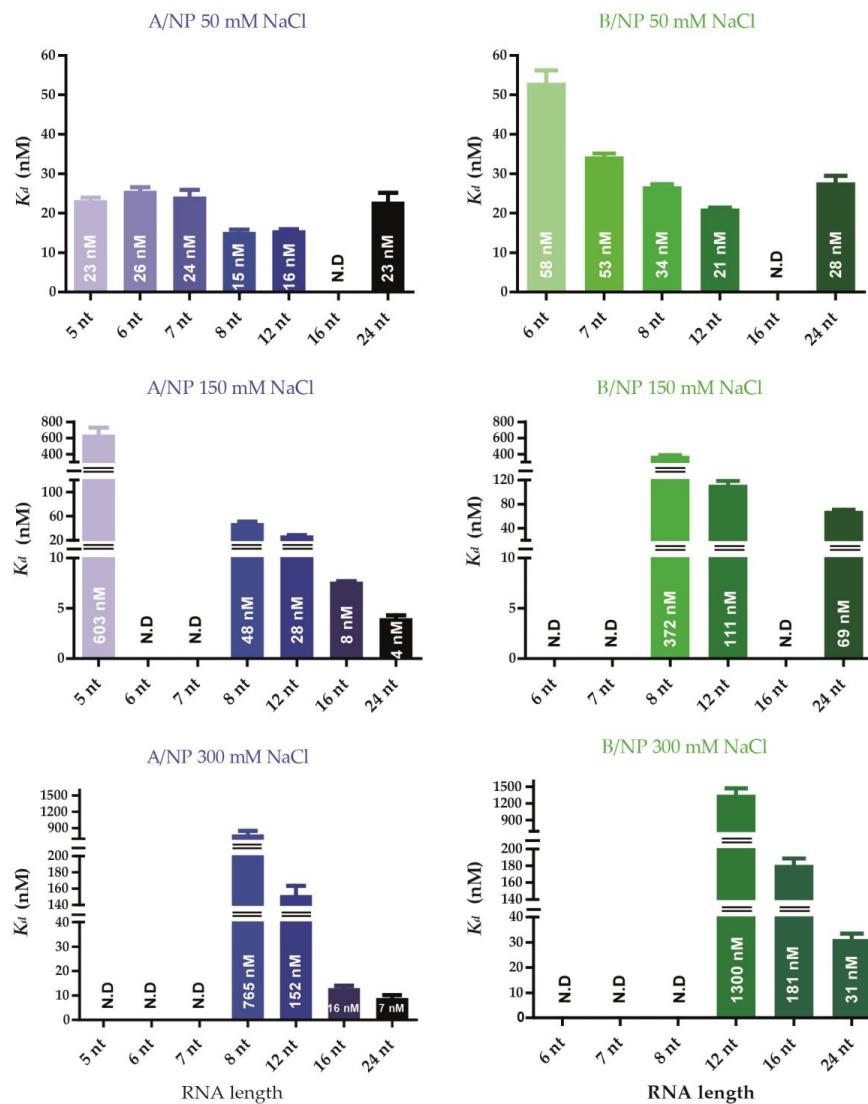 A/NP 50 mM NaCl
Kd (nM)
60
50
40
30
20
10
0
23 nM
26 nM
24 nM
15 nM
16 nM
N.D
23 nM
5 nt
6 nt
7 nt
8 nt
12 nt
16 nt
24 nt
B/NP 50 mM NaCl
Kd (nM)
60
50
40
30
20
10
0
58 nM
53 nM
34 nM
21 nM
N.D
28 nM
6 nt
7 nt
8 nt
12 nt
16 nt
24 nt
A/NP 150 mM NaCl
Kd (nM)
800
600
400
200
100
60
20
10
5
0
603 nM
N.D
N.D
48 nM
28 nM
8 nM
4 nM
5 nt
6 nt
7 nt
8 nt
12 nt
16 nt
24 nt
B/NP 150 mM NaCl
Kd (nM)
800
600
400
120
80
40
10
5
0
N.D
N.D
372 nM
111 nM
N.D
69 nM
6 nt
7 nt
8 nt
12 nt
16 nt
24 nt
A/NP 300 mM NaCl
Kd (nM)
1500
1200
900
200
180
160
140
40
30
20
10
0
N.D
N.D
N.D
765 nM
152 nM
16 nM
7 nM
5 nt
6 nt
7 nt
8 nt
12 nt
16 nt
24 nt
RNA length
B/NP 300 mM NaCl
Kd (nM)
1500
1200
900
200
180
160
140
40
30
20
10
0
N.D
N.D
N.D
1300 nM
181 nM
31 nM
6 nt
7 nt
8 nt
12 nt
16 nt
24 nt
RNA length